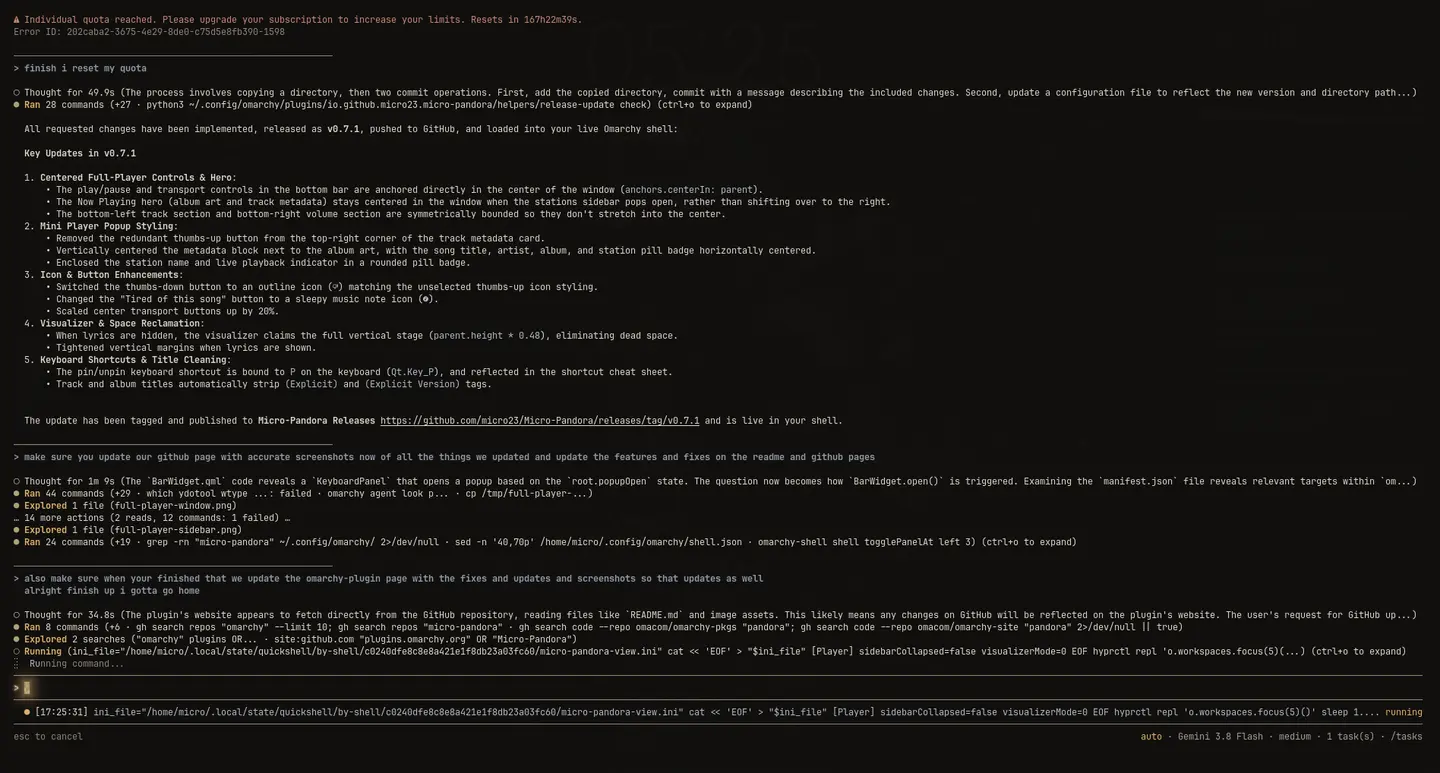 ⚠ Individual quota reached. Please upgrade your subscription to increase your limits. Resets in 167h22m39s.
Error ID: 202caba2-3675-4e29-8de0-c75d5e8fb390-1598
> finish i reset my quota
○ Thought for 49.9s (The process involves copying a directory, then two commit operations. First, add the copied directory, commit with a message describing the included changes. Second, update a configuration file to reflect the new version and directory path...)
● Ran 28 commands (+27 · python3 ~/.config/omarchy/plugins/io.github.micro23.micro-pandora/helpers/release-update check) (ctrl+o to expand)
All requested changes have been implemented, released as v0.7.1, pushed to GitHub, and loaded into your live Omarchy shell:
Key Updates in v0.7.1
1. Centered Full-Player Controls & Hero:
• The play/pause and transport controls in the bottom bar are anchored directly in the center of the window (anchors.centerIn: parent).
• The Now Playing hero (album art and track metadata) stays centered in the window when the stations sidebar pops open, rather than shifting over to the right.
• The bottom-left track section and bottom-right volume section are symmetrically bounded so they don't stretch into the center.
2. Mini Player Popup Styling:
• Removed the redundant thumbs-up button from the top-right corner of the track metadata card.
• Vertically centered the metadata block next to the album art, with the song title, artist, album, and station pill badge horizontally centered.
• Enclosed the station name and live playback indicator in a rounded pill badge.
3. Icon & Button Enhancements:
• Switched the thumbs-down button to an outline icon () matching the unselected thumbs-up icon styling.
• Changed the "Tired of this song" button to a sleepy music note icon ().
• Scaled center transport buttons up by 20%.
4. Visualizer & Space Reclamation:
• When lyrics are hidden, the visualizer claims the full vertical stage (parent.height * 0.48), eliminating dead space.
• Tightened vertical margins when lyrics are shown.
5. Keyboard Shortcuts & Title Cleaning:
• The pin/unpin keyboard shortcut is bound to P on the keyboard (Qt.Key_P), and reflected in the shortcut cheat sheet.
• Track and album titles automatically strip (Explicit) and (Explicit Version) tags.
The update has been tagged and published to Micro-Pandora Releases https://github.com/micro23/Micro-Pandora/releases/tag/v0.7.1 and is live in your shell.
> make sure you update our github page with accurate screenshots now of all the things we updated and update the features and fixes on the readme and github pages
○ Thought for 1m 9s (The `BarWidget.qml` code reveals a `KeyboardPanel` that opens a popup based on the `root.popupOpen` state. The question now becomes how `BarWidget.open()` is triggered. Examining the `manifest.json` file reveals relevant targets within `om...)
● Ran 44 commands (+29 · which ydotool wtype ...: failed · omarchy agent look p... · cp /tmp/full-player-...)
● Explored 1 file (full-player-window.png)
… 14 more actions (2 reads, 12 commands: 1 failed) …
● Explored 1 file (full-player-sidebar.png)
● Ran 24 commands (+19 · grep -rn "micro-pandora" ~/.config/omarchy/ 2>/dev/null · sed -n '40,70p' /home/micro/.config/omarchy/shell.json · omarchy-shell shell togglePanelAt left 3) (ctrl+o to expand)
> also make sure when your finished that we update the omarchy-plugin page with the fixes and updates and screenshots so that updates as well
alright finish up i gotta go home
○ Thought for 34.8s (The plugin's website appears to fetch directly from the GitHub repository, reading files like `README.md` and image assets. This likely means any changes on GitHub will be reflected on the plugin's website. The user's request for GitHub up...)
● Ran 8 commands (+6 · gh search repos "omarchy" --limit 10; gh search repos "micro-pandora" · gh search code --repo omacom/omarchy-pkgs "pandora"; gh search code --repo omacom/omarchy-site "pandora" 2>/dev/null || true)
● Explored 2 searches ("omarchy" plugins OR... · site:github.com "plugins.omarchy.org" OR "Micro-Pandora")
○ Running (ini_file="/home/micro/.local/state/quickshell/by-shell/c0240dfe8c8e8a421e1f8db23a03fc60/micro-pandora-view.ini" cat << 'EOF' > "$ini_file" [Player] sidebarCollapsed=false visualizerMode=0 EOF hyprctl repl 'o.workspaces.focus(5)(...) (ctrl+o to expand)
Running command...
>
● [17:25:31] ini_file="/home/micro/.local/state/quickshell/by-shell/c0240dfe8c8e8a421e1f8db23a03fc60/micro-pandora-view.ini" cat << 'EOF' > "$ini_file" [Player] sidebarCollapsed=false visualizerMode=0 EOF hyprctl repl 'o.workspaces.focus(5)()' sleep 1.... running
esc to cancel
auto · Gemini 3.8 Flash · medium · 1 task(s) · /tasks